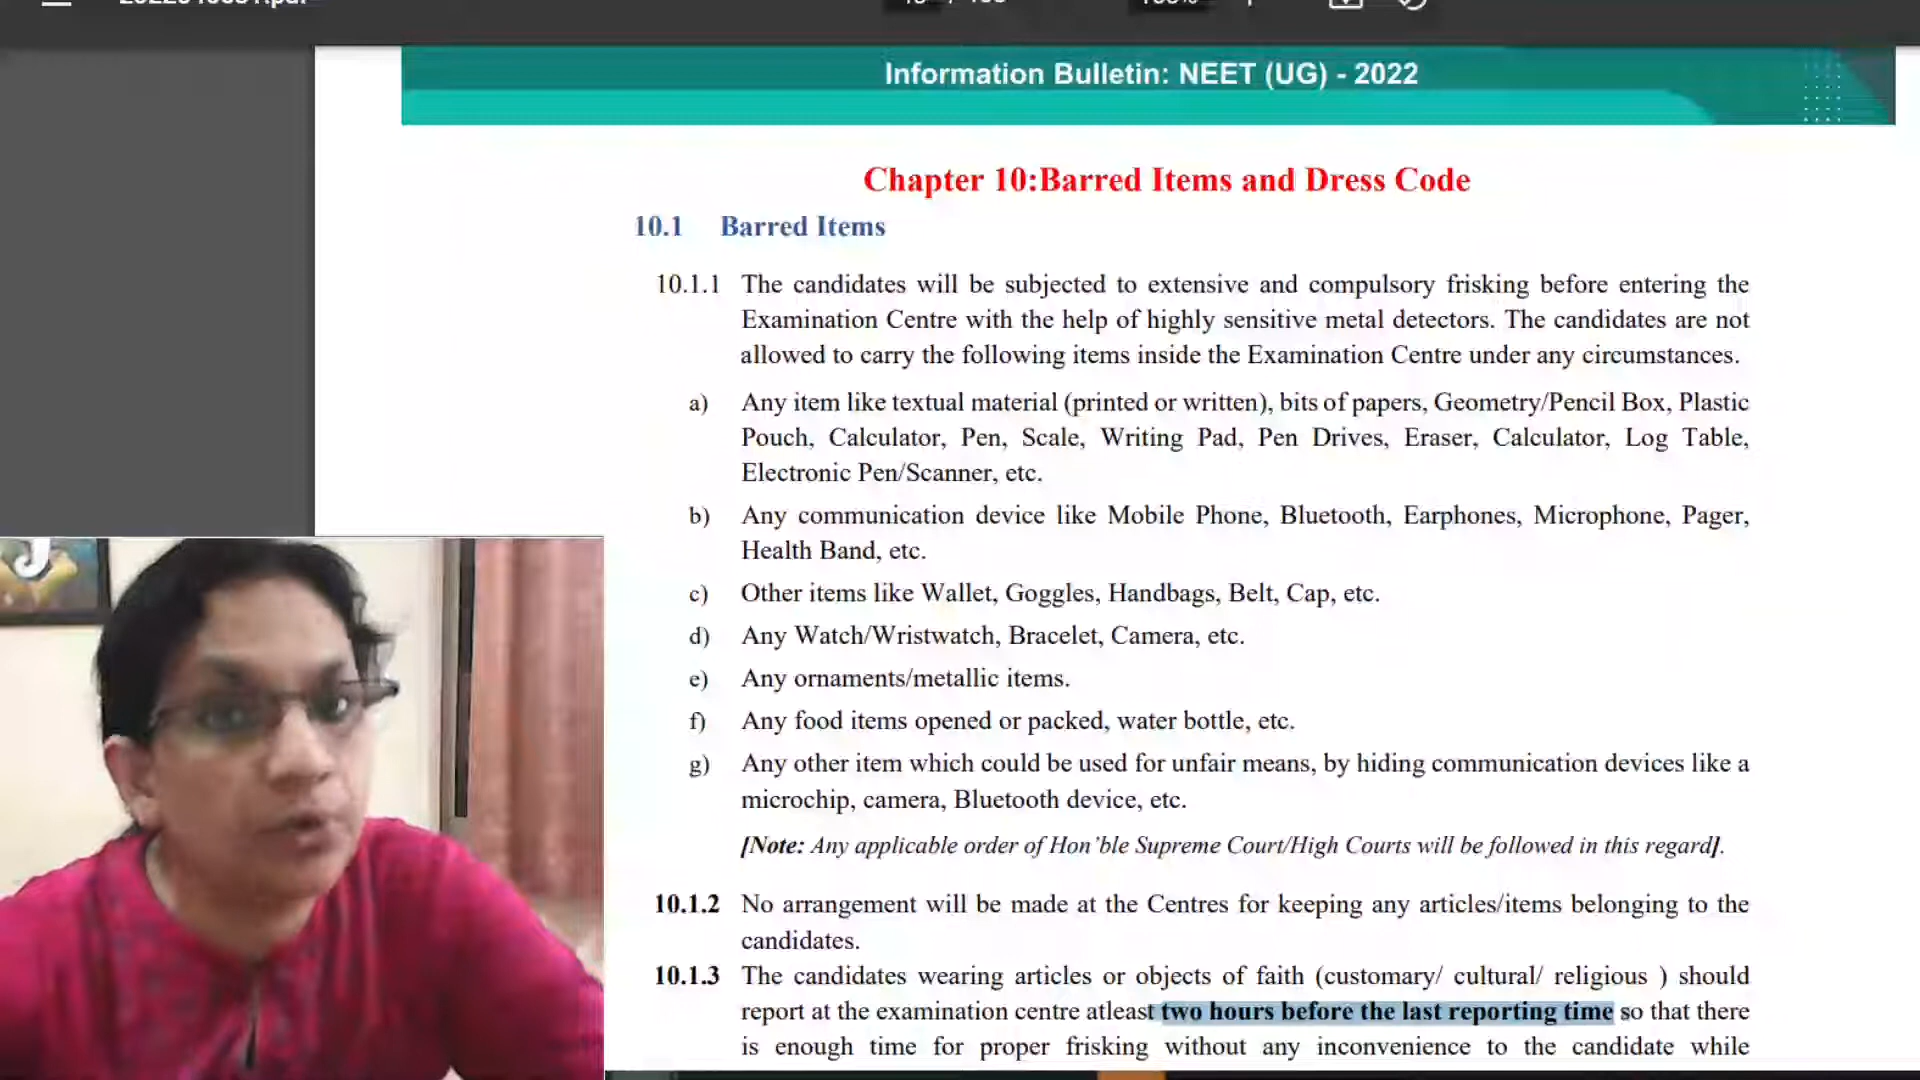 Information Bulletin: NEET (UG) - 2022
Chapter 10:Barred Items and Dress Code
10.1 Barred Items
10.1.1 The candidates will be subjected to extensive and compulsory frisking before entering the
Examination Centre with the help of highly sensitive metal detectors. The candidates are not
allowed to carry the following items inside the Examination Centre under any circumstances.
a) Any item like textual material (printed or written), bits of papers, Geometry/Pencil Box, Plastic
Pouch, Calculator, Pen, Scale, Writing Pad, Pen Drives, Eraser, Calculator, Log Table,
Electronic Pen/Scanner, etc.
b) Any communication device like Mobile Phone, Bluetooth, Earphones, Microphone, Pager,
Health Band, etc.
c) Other items like Wallet, Goggles, Handbags, Belt, Cap, etc.
d) Any Watch/Wristwatch, Bracelet, Camera, etc.
e) Any ornaments/metallic items.
f) Any food items opened or packed, water bottle, etc.
g) Any other item which could be used for unfair means, by hiding communication devices like a
microchip, camera, Bluetooth device, etc.
[Note: Any applicable order of Hon’ble Supreme Court/High Courts will be followed in this regard].
10.1.2 No arrangement will be made at the Centres for keeping any articles/items belonging to the
candidates.
10.1.3 The candidates wearing articles or objects of faith (customary/ cultural/ religious ) should
report at the examination centre atleast two hours before the last reporting time so that there
is enough time for proper frisking without any inconvenience to the candidate while